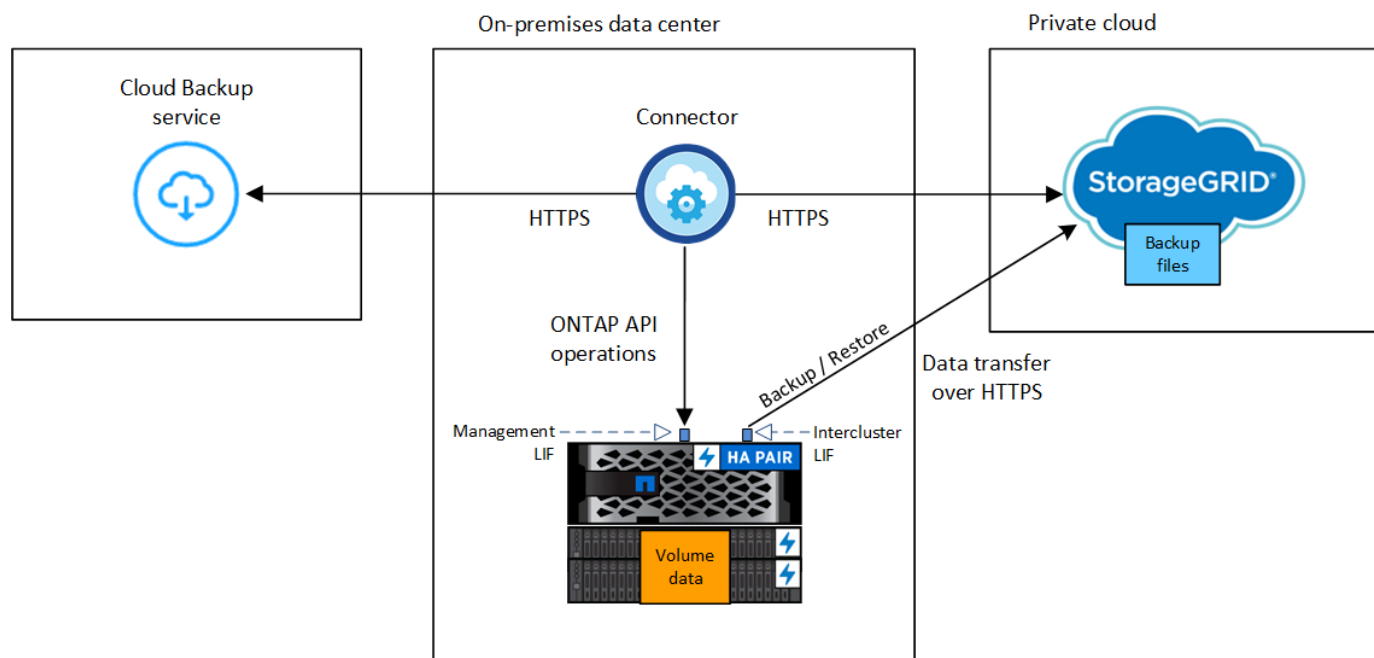 On-premises data center
Private cloud
Cloud Backup
service
Connector
StorageGRID®
Backup
files
HTTPS
HTTPS
ONTAP API
operations
Backup / Restore
Data transfer
over HTTPS
Management
LIF
Intercluster
LIF
HA PAIR
Volume
data